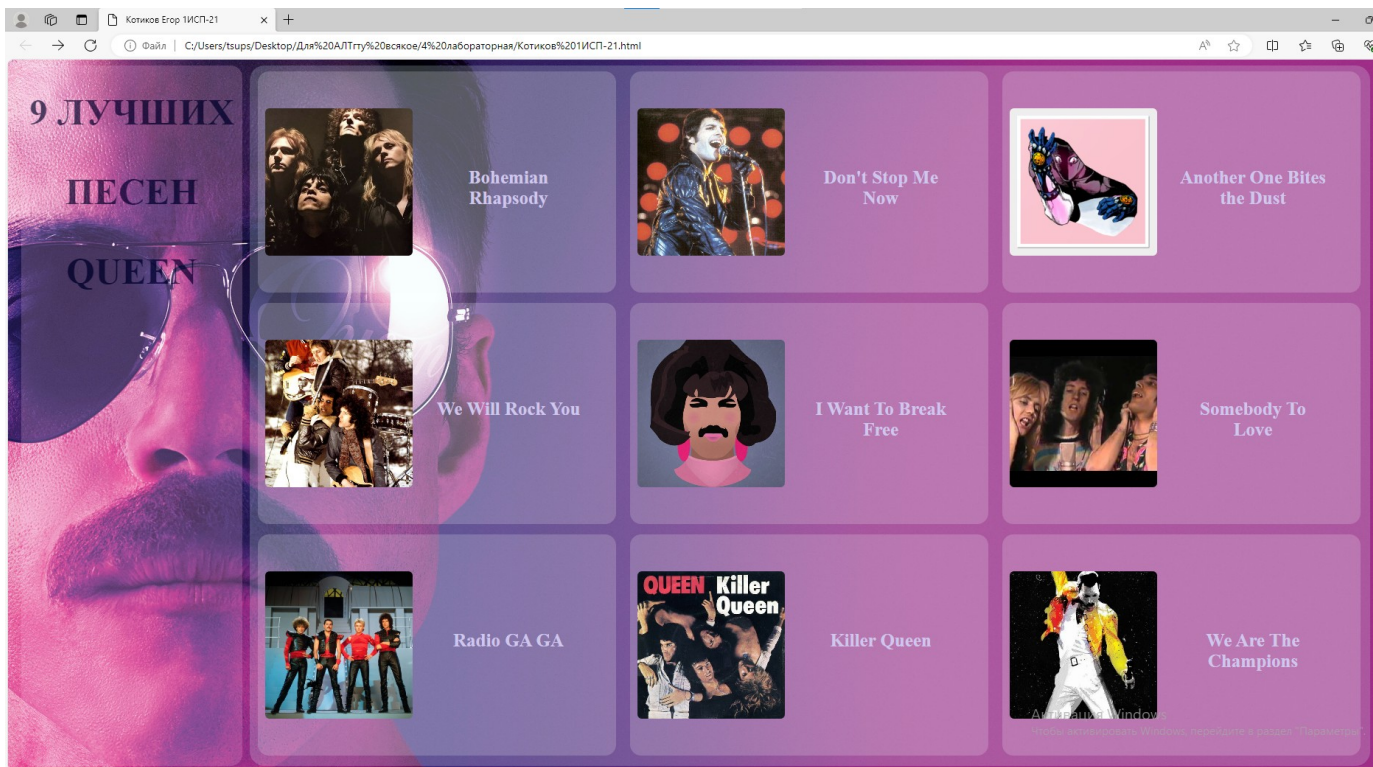 Котиков Егор 1ИСП-21
Файл
C:/Users/tsups/Desktop/Для%20АЛТгту%20всякое/4%20лабораторная/Котиков%201ИСП-21.html
9 ЛУЧШИХ
ПЕСЕН
QUEEN
Bohemian
Rhapsody
Don't Stop Me
Now
Another One Bites
the Dust
We Will Rock You
I Want To Break
Free
Somebody To
Love
Radio GA GA
QUEEN Killer
Queen
Killer Queen
We Are The
Champions
Активация Windows
Чтобы активировать Windows, перейдите в раздел "Параметры".